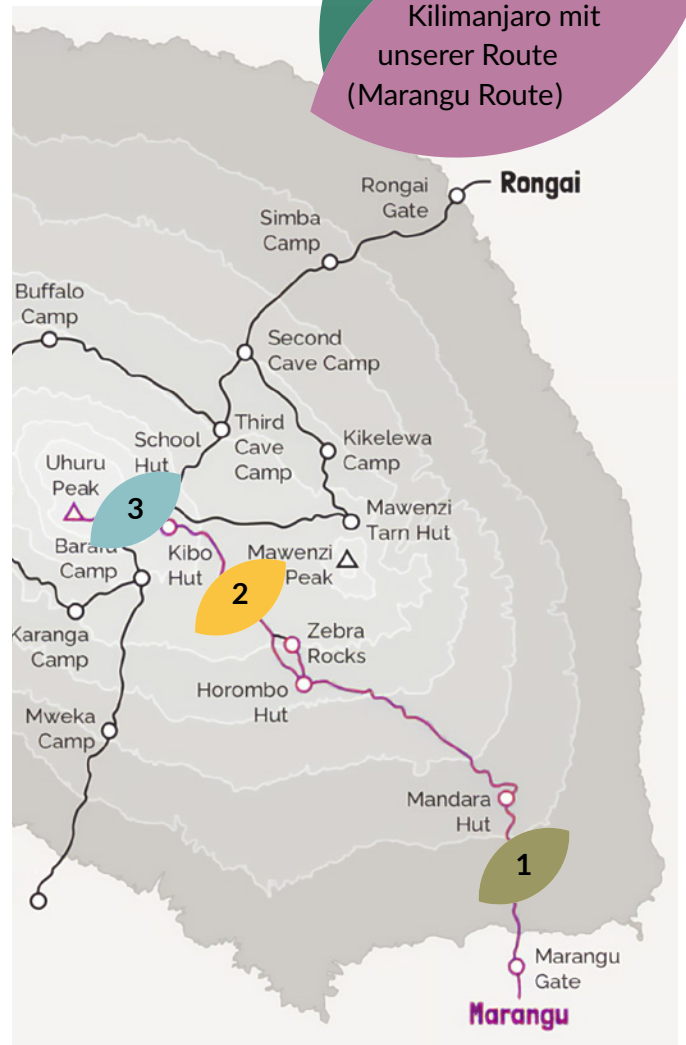 Kilimanjaro mit
unserer Route
(Marangu Route)
Rongai
Gate
Rongai
Simba
Camp
Buffalo
Camp
Second
Cave Camp
School
Hut
Third
Cave
Camp
Kikelewa
Camp
Uhuru
Peak
3
Mawenzi
Tarn Hut
Barafu
Camp
Kibo
Hut
Mawenzi
Peak
2
Karanga
Camp
Zebra
Rocks
Horombo
Hut
Mweka
Camp
Mandara
Hut
1
Marangu
Gate
Marangu